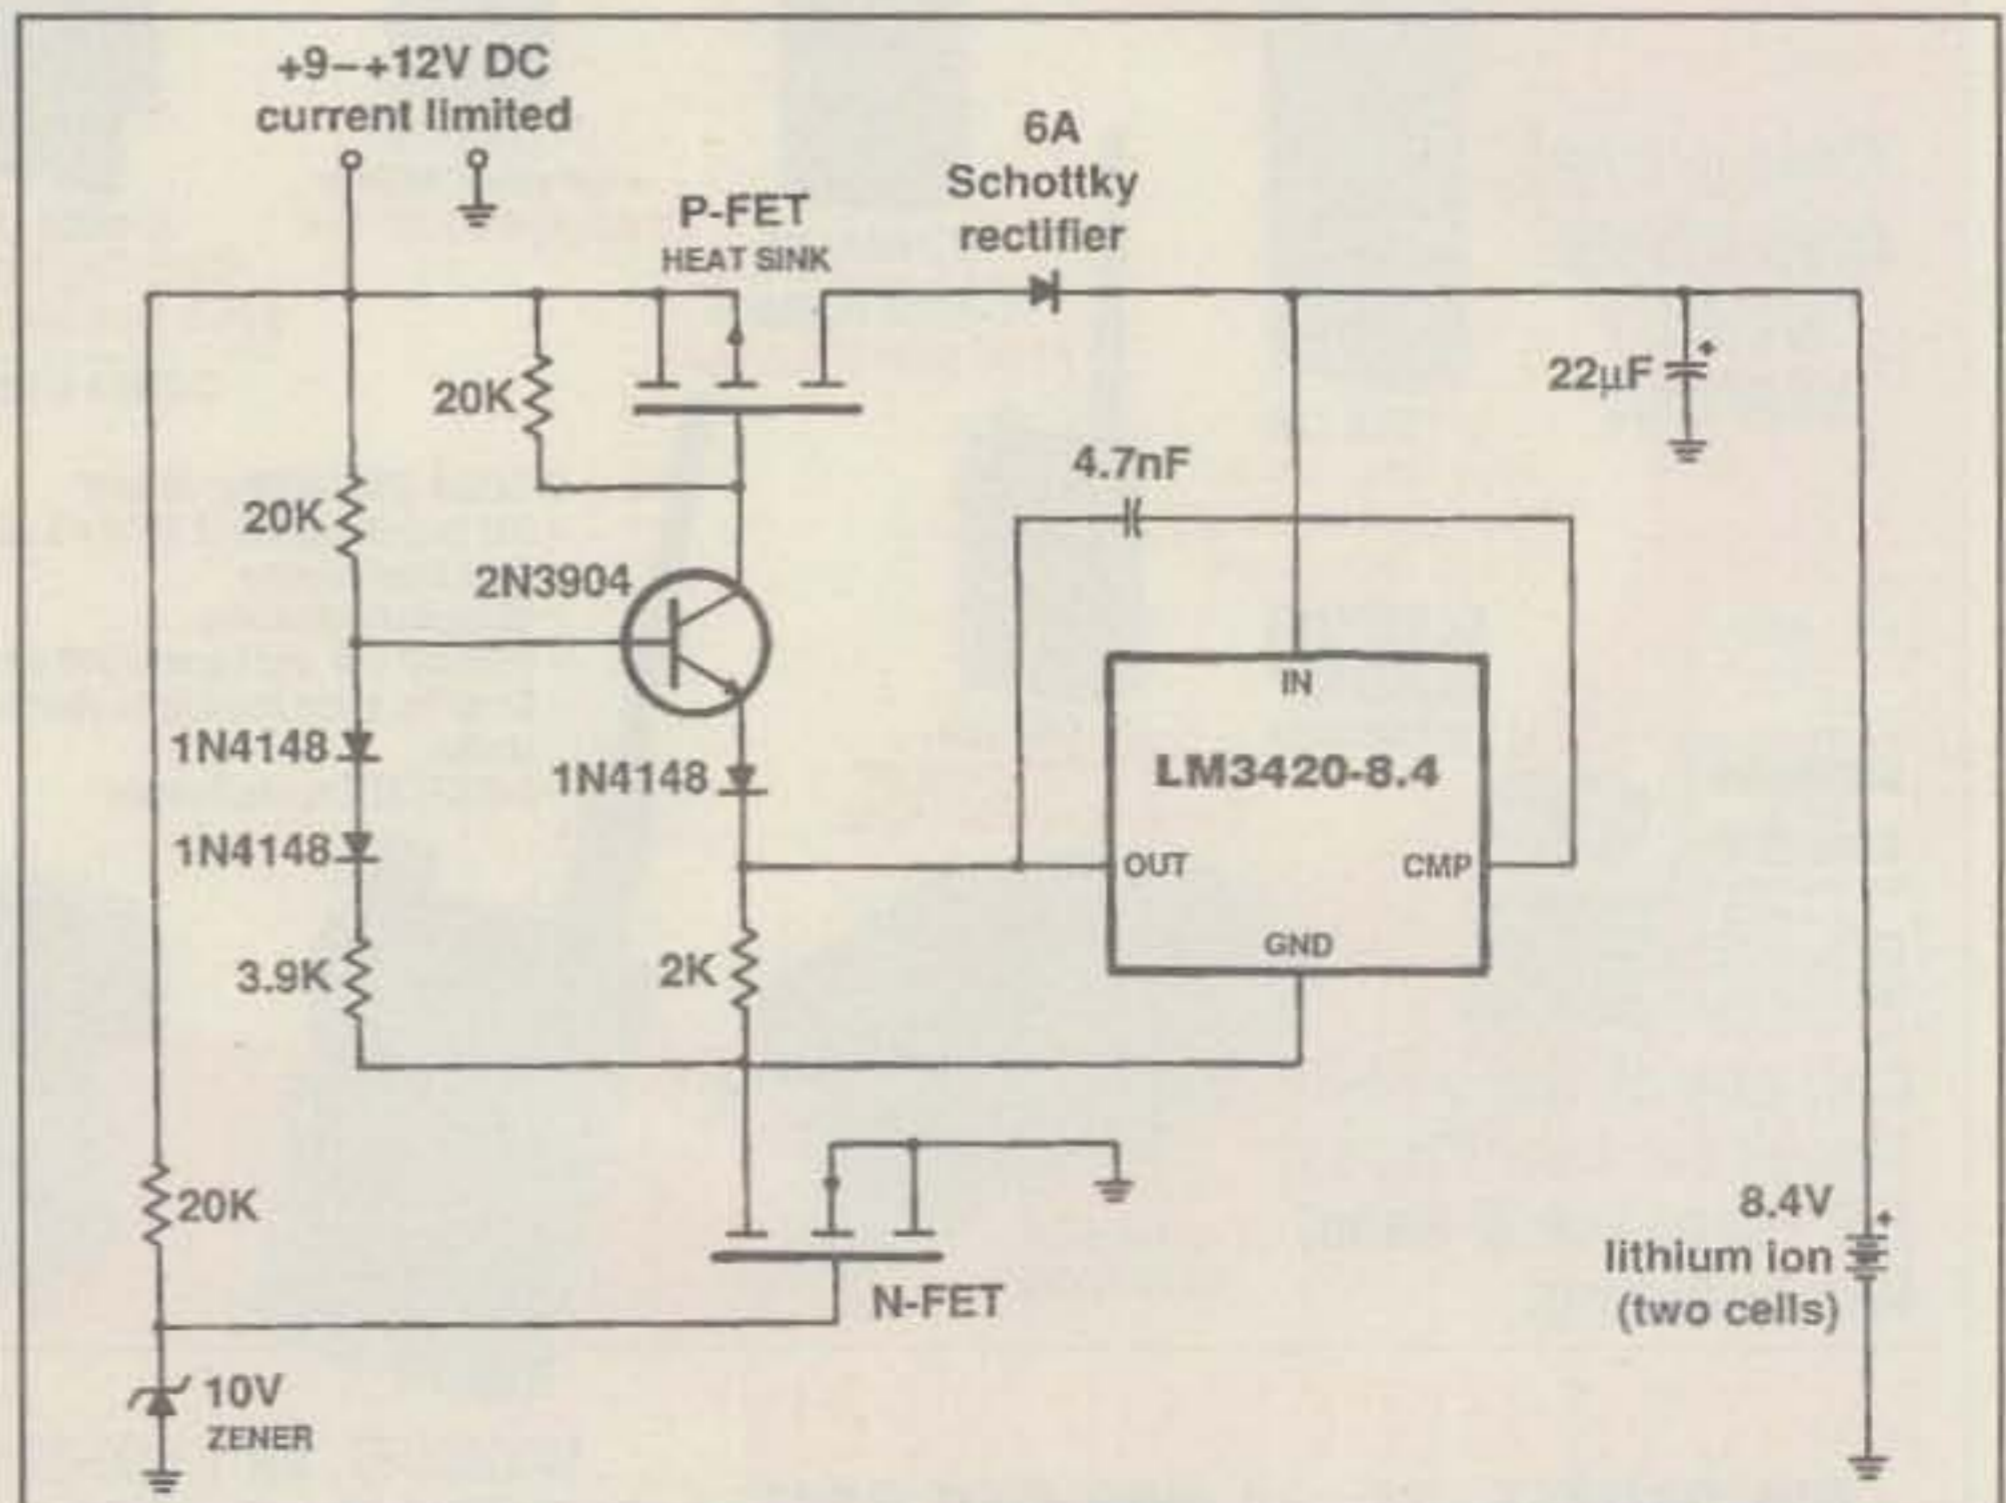 +9–+12V DC
current limited
6A
Schottky
rectifier
P-FET
HEAT SINK
20K
22µF
+
4.7nF
20K
2N3904
IN
1N4148
1N4148
LM3420-8.4
1N4148
OUT
CMP
GND
3.9K
2K
20K
8.4V
+
lithium ion
(two cells)
N-FET
10V
ZENER